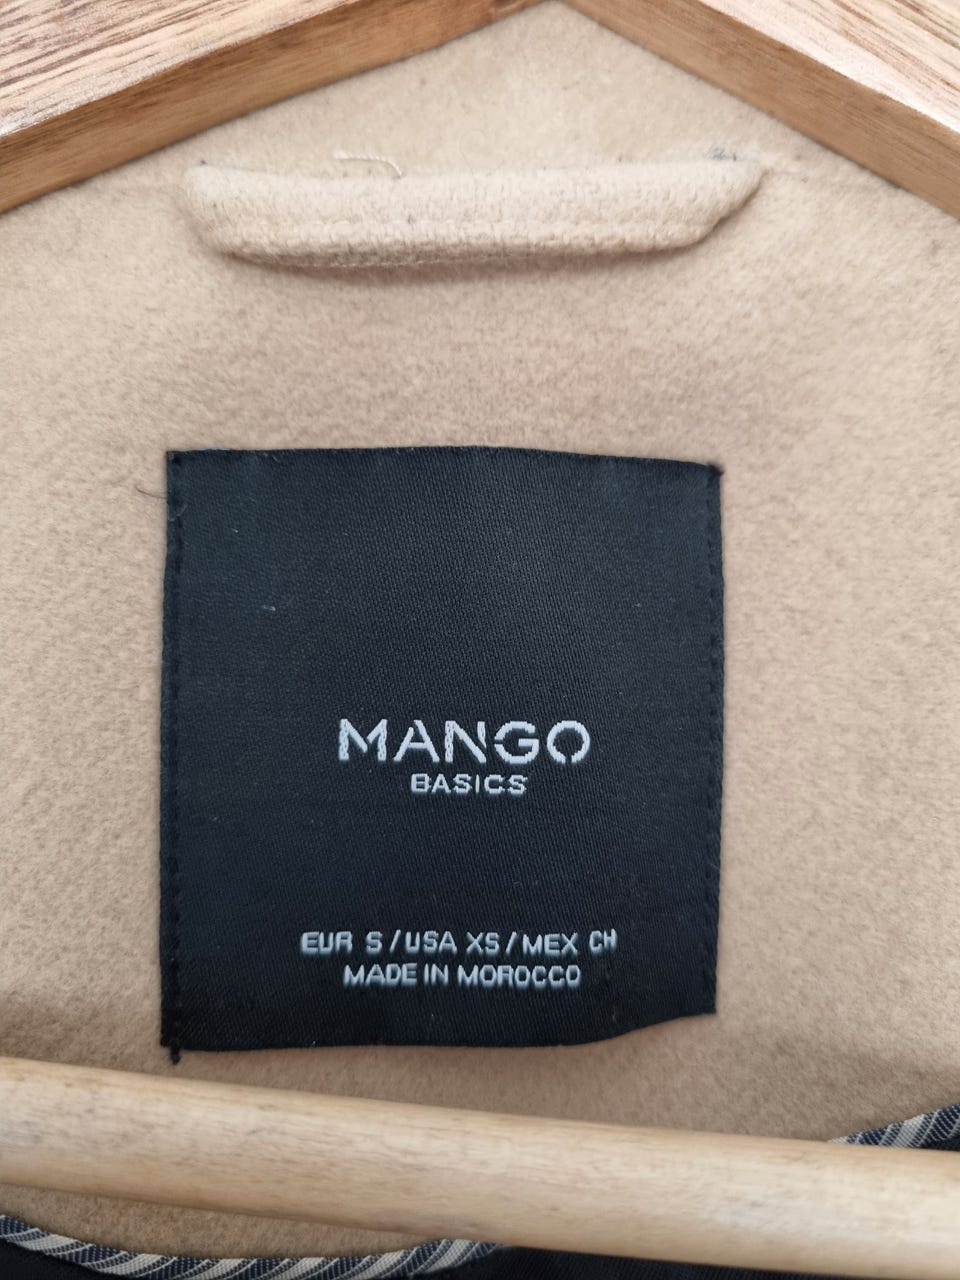 MANGO
BASICS
EUR S/USA XS/MEX CH
MADE IN MOROCCO